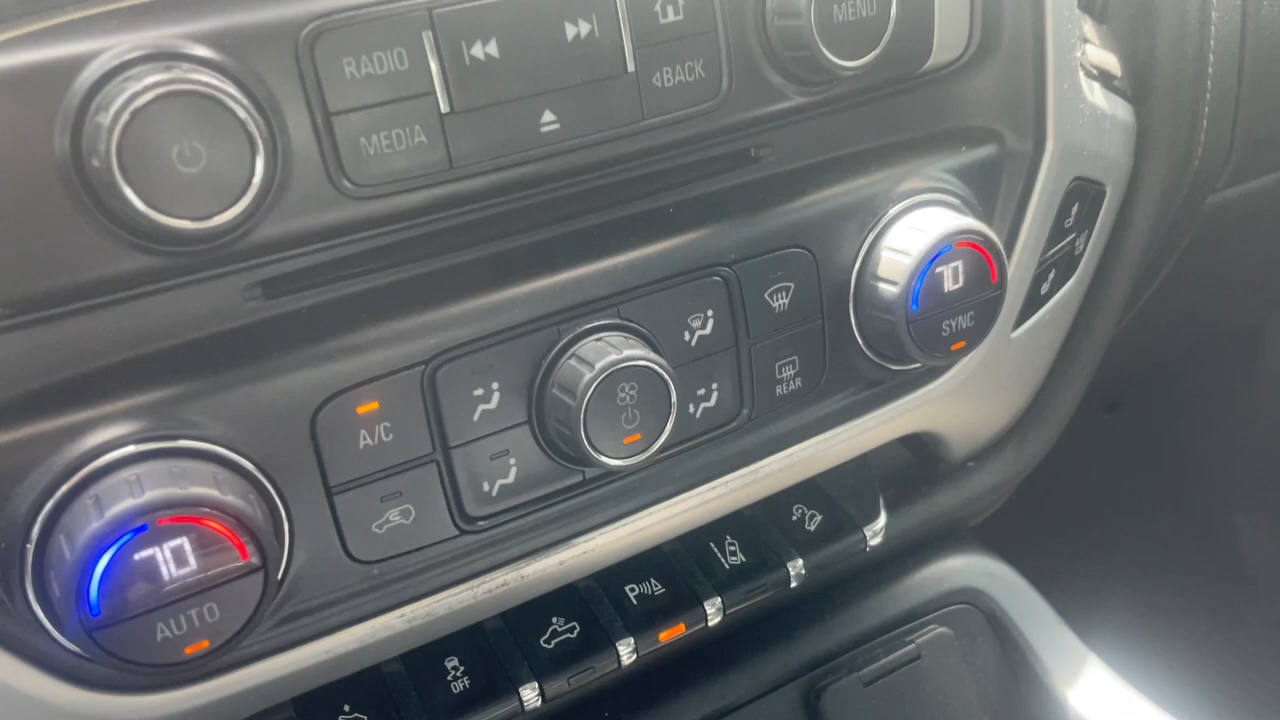 RADIO
MEDIA
BACK
MENU
70
SYNC
REAR
A/C
70
AUTO
OFF
P